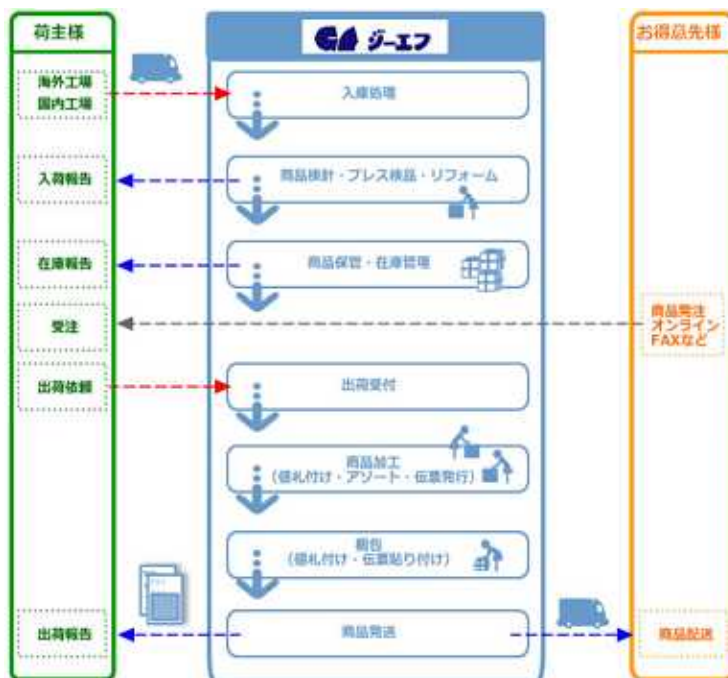 荷主様
GF ジーエフ
お得意先様
海外工場
国内工場
入庫処理
入荷報告
商品検針・プレス検品・リフォーム
在庫報告
商品保管・在庫管理
受注
商品発注
オンライン
FAXなど
出荷依頼
出荷受付
商品加工
（値札付け・アソート・伝票発行）
梱包
（値札付け・伝票貼り付け）
出荷報告
商品発送
商品配送